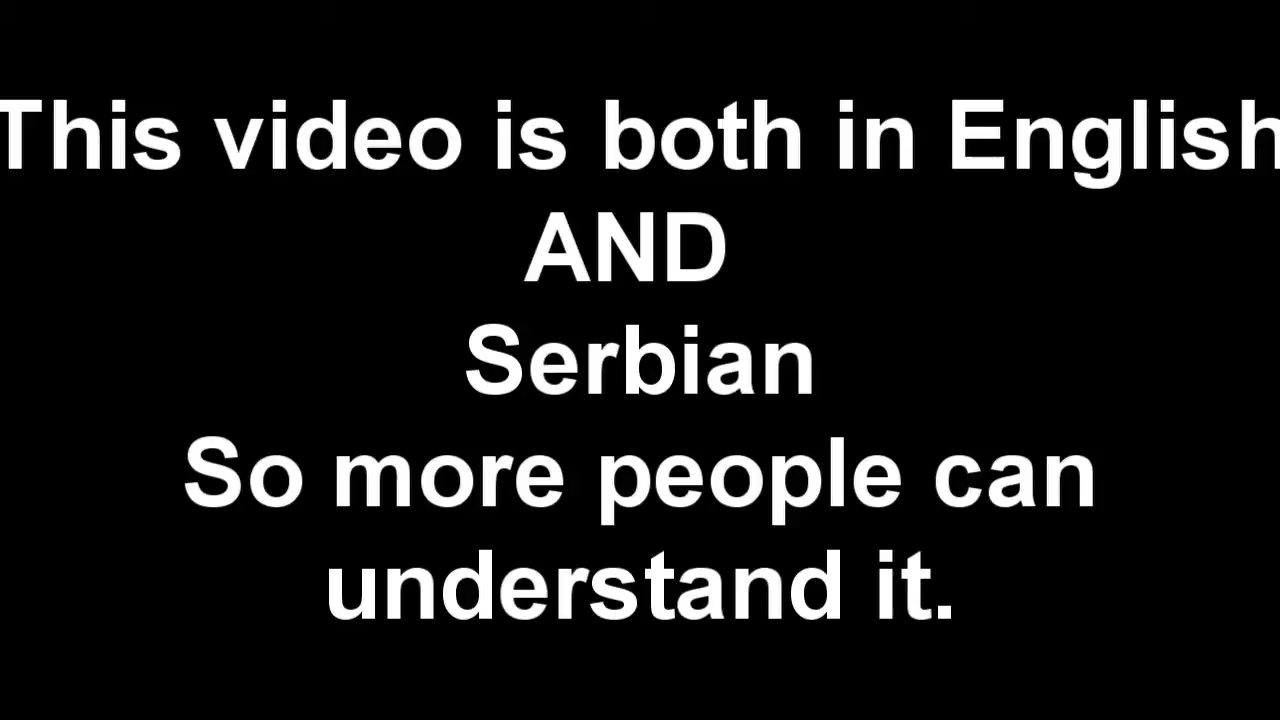 This video is both in English
AND
Serbian
So more people can
understand it.